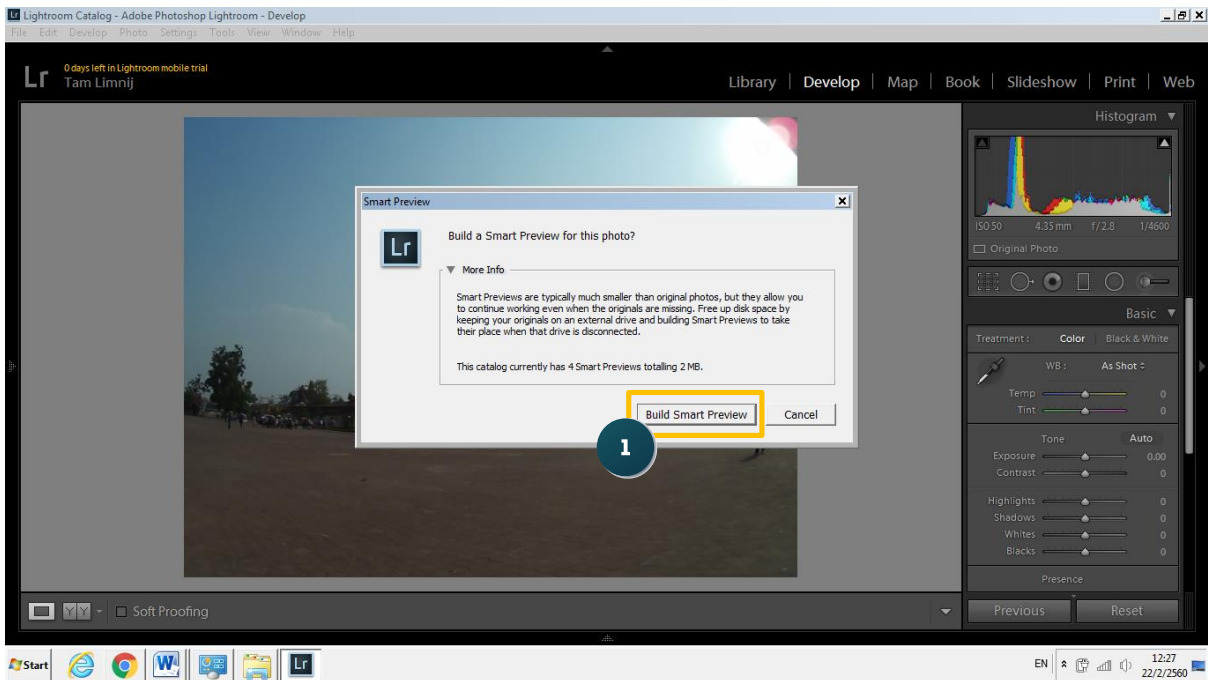 Lr Lightroom Catalog - Adobe Photoshop Lightroom - Develop
File Edit Develop Photo Settings Tools View Window Help
Lr
0 days left in Lightroom mobile trial
Tam Limnij
Library | Develop | Map | Book | Slideshow | Print | Web
Histogram
ISO 50 4.35 mm f/2.8 1/4600
Original Photo
Basic
Treatment : Color Black & White
WB : As Shot
Temp 0
Tint 0
Tone Auto
Exposure 0.00
Contrast 0
Highlights 0
Shadows 0
Whites 0
Blacks 0
Presence
Previous Reset
Smart Preview
Lr
Build a Smart Preview for this photo?
More Info
Smart Previews are typically much smaller than original photos, but they allow you
to continue working even when the originals are missing. Free up disk space by
keeping your originals on an external drive and building Smart Previews to take
their place when that drive is disconnected.
This catalog currently has 4 Smart Previews totalling 2 MB.
Build Smart Preview Cancel
1
Y Y Soft Proofing
Start W Lr EN 12:27
22/2/2560